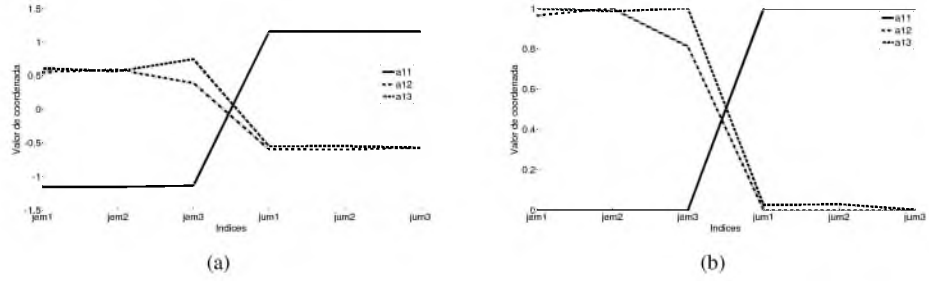 1.5
1
0.5
0
-0.5
-1
-1.5
Valor de coordenada
jem1 jem2 jem3 jum1 jum2 jum3
Indices
a11
a12
a13
(a)
1
0.8
0.6
0.4
0.2
0
Valor de coordenada
jem1 jem2 jem3 jum1 jum2 jum3
Indices
a11
a12
a13
(b)